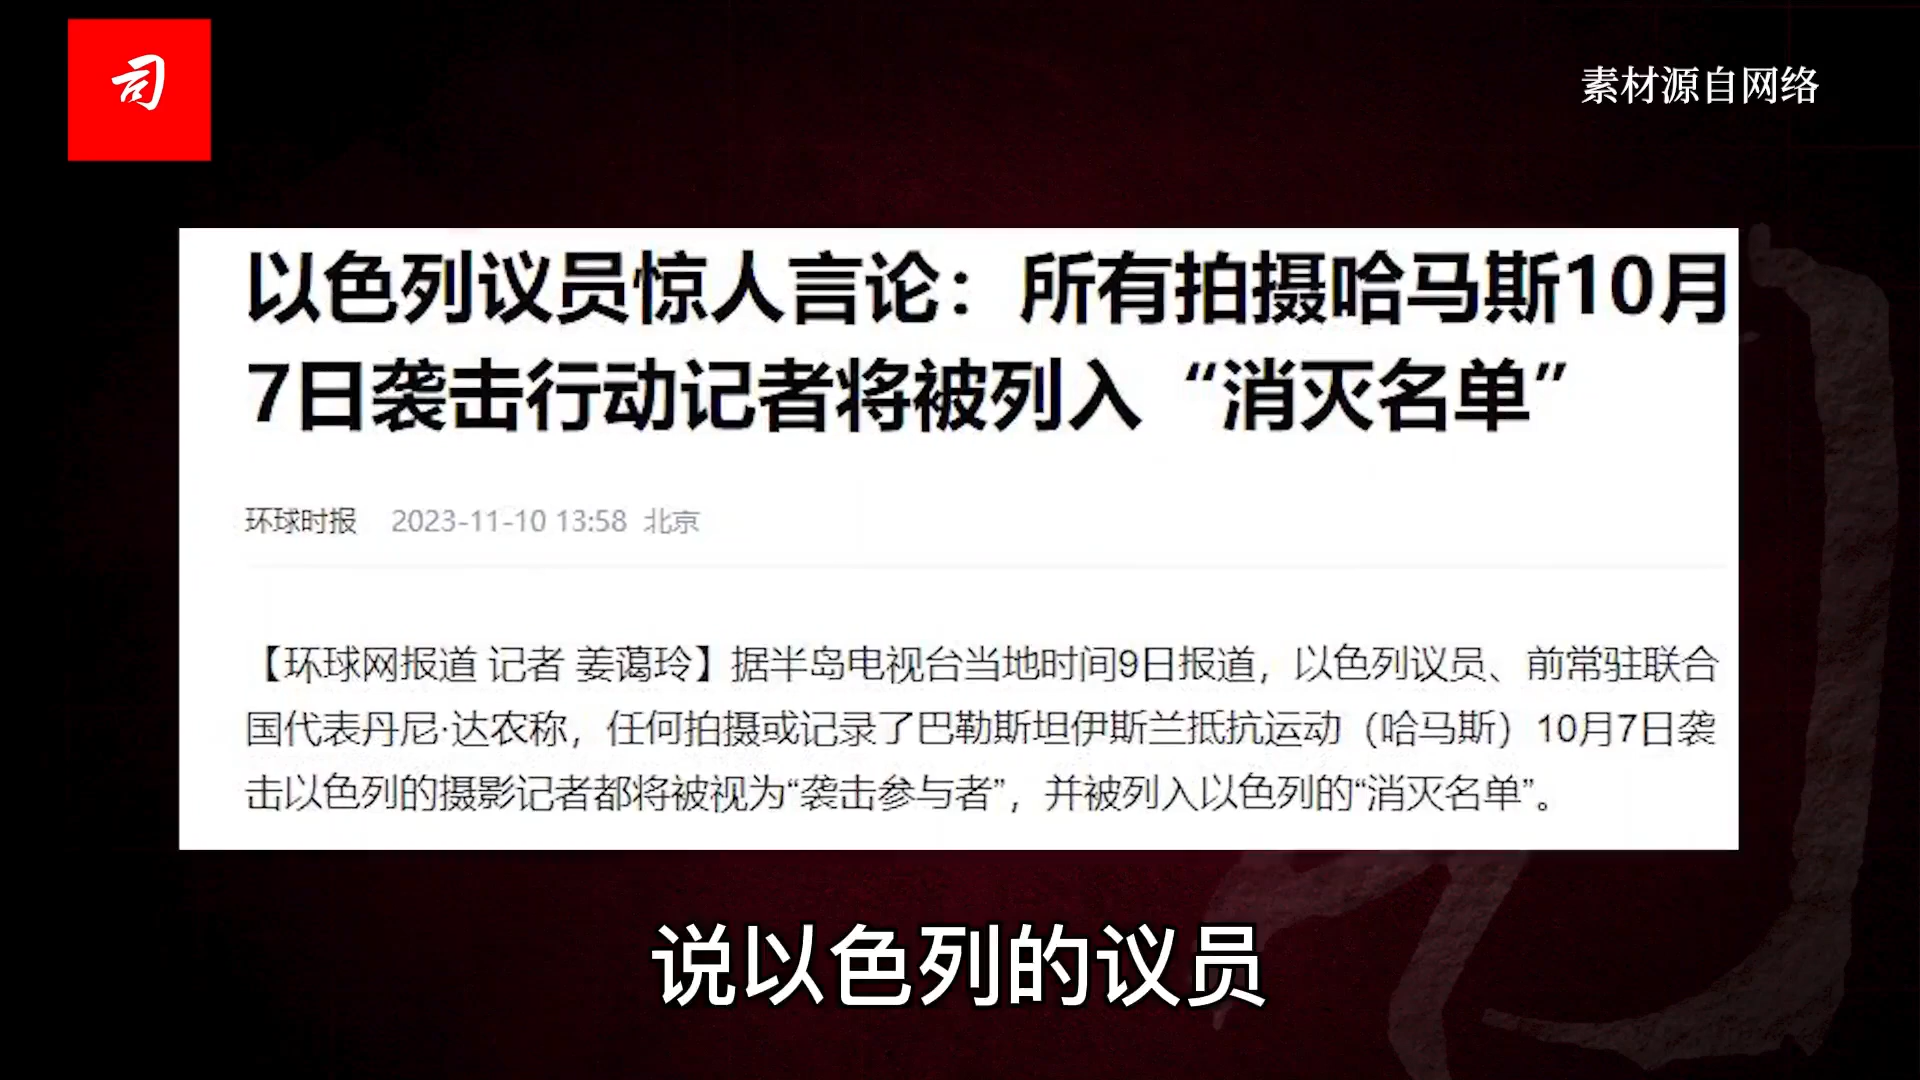 司
素材源自网络
以色列议员惊人言论：所有拍摄哈马斯10月
7日袭击行动记者将被列入“消灭名单”
环球时报 2023-11-10 13:58 北京
【环球网报道 记者 姜蔼玲】据半岛电视台当地时间9日报道，以色列议员、前常驻联合
国代表丹尼·达农称，任何拍摄或记录了巴勒斯坦伊斯兰抵抗运动（哈马斯）10月7日袭
击以色列的摄影记者都将被视为“袭击参与者”，并被列入以色列的“消灭名单”。
说以色列的议员